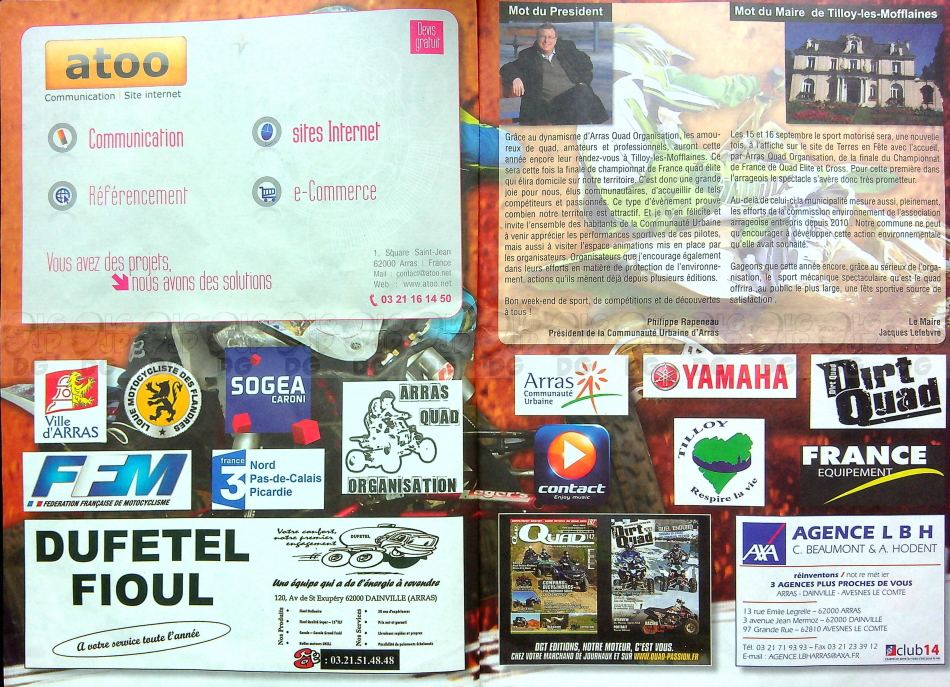 Devis
gratuit
atoo
Communication | Site internet
Communication
sites Internet
Référencement
e-Commerce
Vous avez des projets,
nous avons des solutions
1, Square Saint-Jean
62000 Arras | France
Mail : contact@atoo.net
Web : www.atoo.net
03 21 16 14 50
Mot du President
Grâce au dynamisme d'Arras Quad Organisation, les amou-
reux de quad, amateurs et professionnels, auront cette
année encore leur rendez-vous à Tilloy-les-Mofflaines. Ce
sera cette fois la finale du championnat de France quad élite
qui élira domicile sur notre territoire. C'est donc une grande
joie pour nous, élus communautaires, d'accueillir de tels
compétiteurs et passionnés. Ce type d'évènement prouve
combien notre territoire est attractif. Et je m'en félicite et
invite l'ensemble des habitants de la Communauté Urbaine
à venir apprécier les performances sportives de ces pilotes,
mais aussi à visiter l'espace animations mis en place par
les organisateurs. Organisateurs que j'encourage également
dans leurs efforts en matière de protection de l'environne-
ment, actions qu'ils mènent déjà depuis plusieurs éditions.
Bon week-end de sport, de compétitions et de découvertes
à tous !
Philippe Rapeneau
Président de la Communauté Urbaine d'Arras
Mot du Maire de Tilloy-les-Mofflaines
Les 15 et 16 septembre le sport motorisé sera, une nouvelle
fois, à l'affiche sur le site de Terres en Fête avec l'accueil,
par Arras Quad Organisation, de la finale du Championnat
de France de Quad Elite et Cross. Pour cette première dans
l'arrageois le spectacle s'avère donc très prometteur.
Au-delà de celui-ci la municipalité mesure aussi, pleinement,
les efforts de la commission environnement de l'association
arrageoise entrepris depuis 2010 . Notre commune ne peut
qu'encourager à développer cette action environnementale
qu'elle avait souhaité.
Gageons que cette année encore, grâce au sérieux de l'orga-
nisation, le sport mécanique spectaculaire qu'est le quad
offrira, au public le plus large, une fête sportive source de
satisfaction .
Le Maire
Jacques Lefebvre
Ville
d'ARRAS
LIGUE MOTOCYCLISTE DES FLANDRES
SOGEA
CARONI
ARRAS
QUAD
ORGANISATION
FFM
FEDERATION FRANÇAISE DE MOTOCYCLISME
france
3
Nord
Pas-de-Calais
Picardie
Arras
Communauté
Urbaine
YAMAHA
Dirt Quad
Dirt
Quad
contact
Enjoy music
TILLOY
Respire la vie
FRANCE
EQUIPEMENT
DUFETEL
FIOUL
A votre service toute l'année
Votre confort,
notre premier
engagement
DUFETEL
Une équipe qui a de l'énergie à revendre
120, Av de St Exupéry 62000 DAINVILLE (ARRAS)
Nos Produits
Nos Services
: 03.21.51.48.48
QUAD
Dirt
Quad
DGT EDITIONS, NOTRE MOTEUR, C'EST VOUS.
CHEZ VOTRE MARCHAND DE JOURNAUX ET SUR WWW.QUAD-PASSION.FR
AXA
AGENCE L B H
C. BEAUMONT & A. HODENT
réinventons / notre métier
3 AGENCES PLUS PROCHES DE VOUS
ARRAS - DAINVILLE - AVESNES LE COMTE
13 rue Emile Legrelle – 62000 ARRAS
3 avenue Jean Mermoz – 62000 DAINVILLE
97 Grande Rue – 62810 AVESNES LE COMTE
Tél. 03 21 71 93 93 – Fax 03 21 23 39 12
E-mail : AGENCE.LBHARRAS@AXA.FR
club14